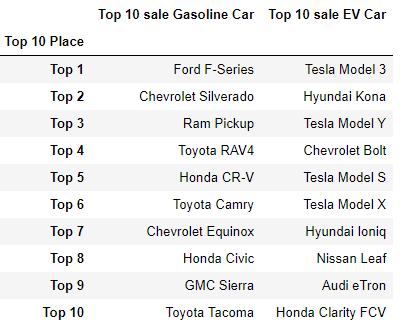 Top 10 sale Gasoline Car Top 10 sale EV Car
Top 10 Place
Top 1 Ford F-Series Tesla Model 3
Top 2 Chevrolet Silverado Hyundai Kona
Top 3 Ram Pickup Tesla Model Y
Top 4 Toyota RAV4 Chevrolet Bolt
Top 5 Honda CR-V Tesla Model S
Top 6 Toyota Camry Tesla Model X
Top 7 Chevrolet Equinox Hyundai Ioniq
Top 8 Honda Civic Nissan Leaf
Top 9 GMC Sierra Audi eTron
Top 10 Toyota Tacoma Honda Clarity FCV